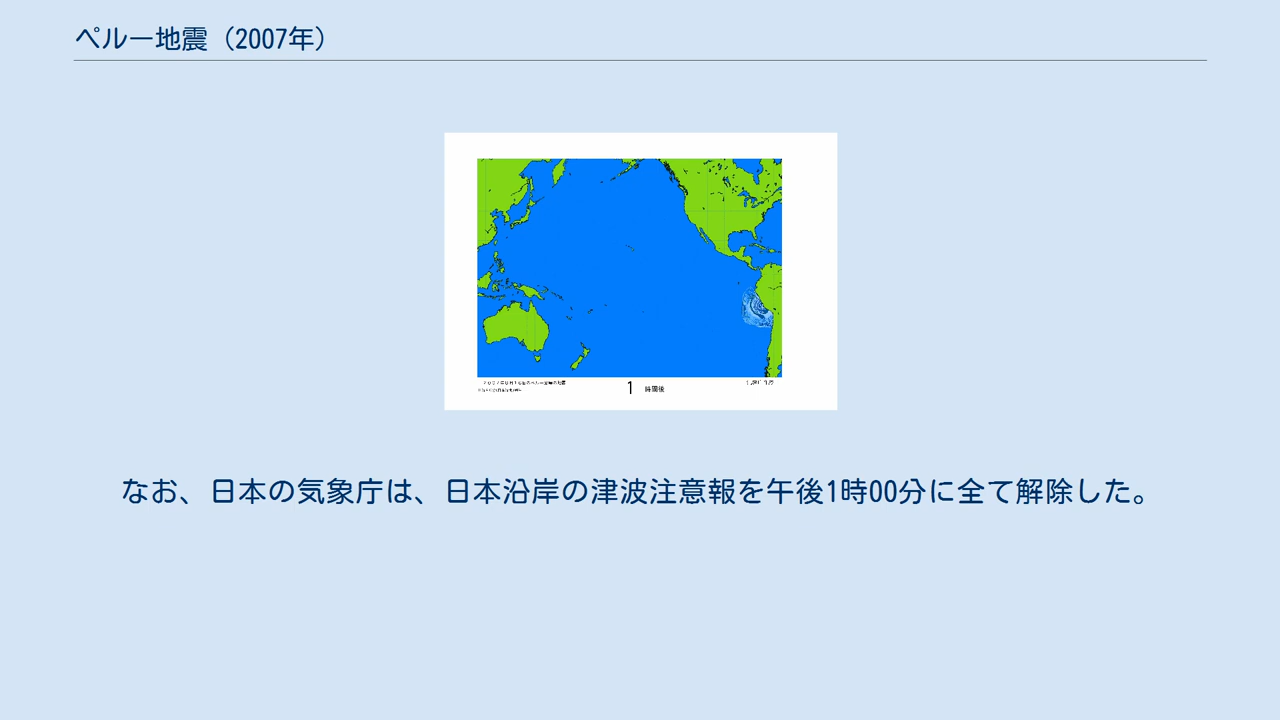 ペルー地震（2007年）
1 時間後
なお、日本の気象庁は、日本沿岸の津波注意報を午後1時00分に全て解除した。